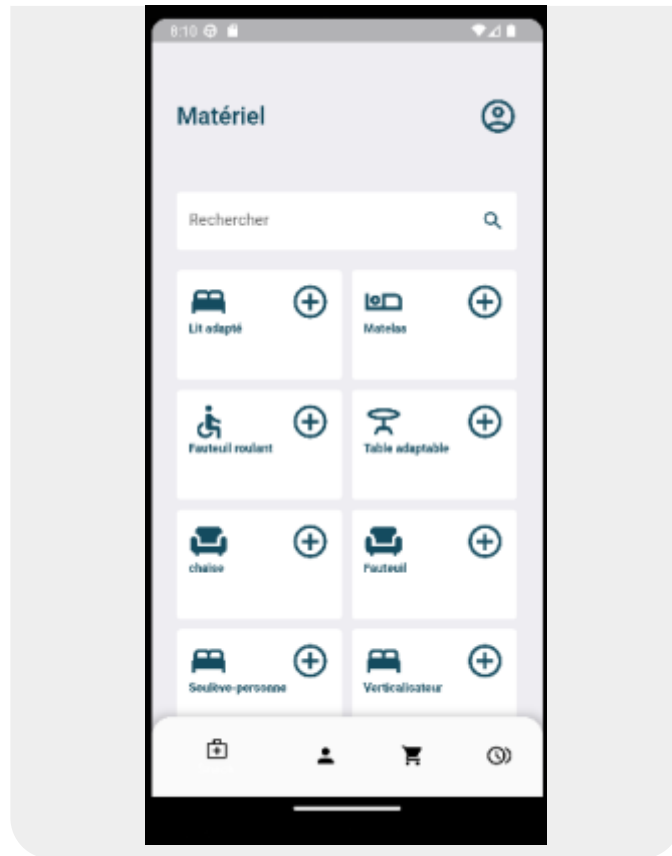 8:10
Matériel
Rechercher
Lit adapté
Matelas
Fauteuil roulant
Table adaptable
chaise
Fauteuil
Soulève-personne
Verticalisateur